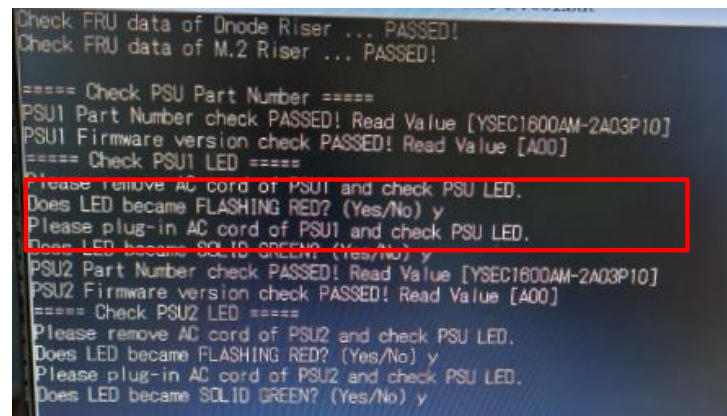 Check FRU data of Dnode Riser ... PASSED!
Check FRU data of M.2 Riser ... PASSED!
===== Check PSU Part Number =====
PSU1 Part Number check PASSED! Read Value [YSEC1600AM-2A03P10]
PSU1 Firmware version check PASSED! Read Value [A00]
===== Check PSU1 LED =====
Please remove AC cord of PSU1 and check PSU LED.
Does LED became FLASHING RED? (Yes/No) y
Please plug-in AC cord of PSU1 and check PSU LED.
Does LED became SOLID GREEN? (Yes/No) y
PSU2 Part Number check PASSED! Read Value [YSEC1600AM-2A03P10]
PSU2 Firmware version check PASSED! Read Value [A00]
===== Check PSU2 LED =====
Please remove AC cord of PSU2 and check PSU LED.
Does LED became FLASHING RED? (Yes/No) y
Please plug-in AC cord of PSU2 and check PSU LED.
Does LED became SOLID GREEN? (Yes/No) y